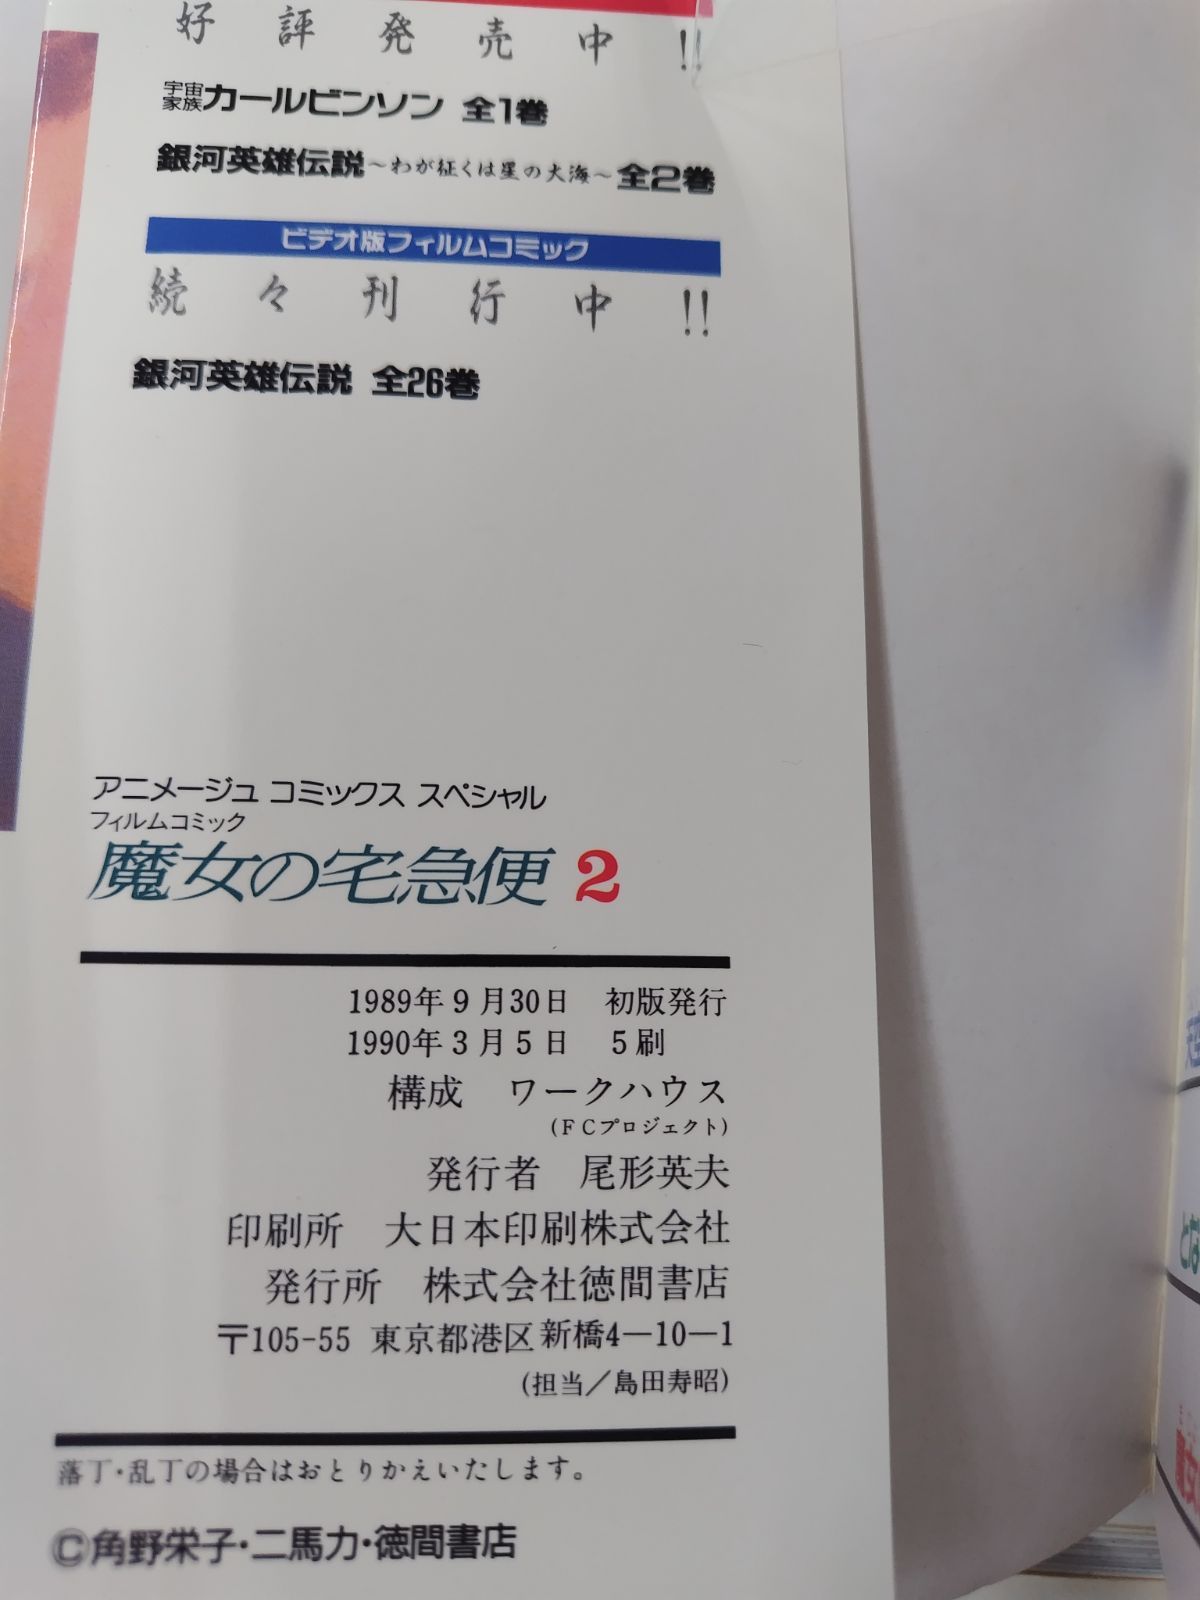 好評発売中!!
宇宙家族カールビンソン 全1巻
銀河英雄伝説～わが征くは星の大海～全2巻
ビデオ版フィルムコミック
続々刊行中!!
銀河英雄伝説 全26巻
アニメージュ コミックス スペシャル
フィルムコミック
魔女の宅急便 2
1989年9月30日 初版発行
1990年3月5日 5刷
構成 ワークハウス
(FCプロジェクト)
発行者 尾形英夫
印刷所 大日本印刷株式会社
発行所 株式会社徳間書店
〒105-55 東京都港区新橋4―10―1
(担当／島田寿昭)
落丁・乱丁の場合はおとりかえいたします。
©角野栄子・二馬力・徳間書店